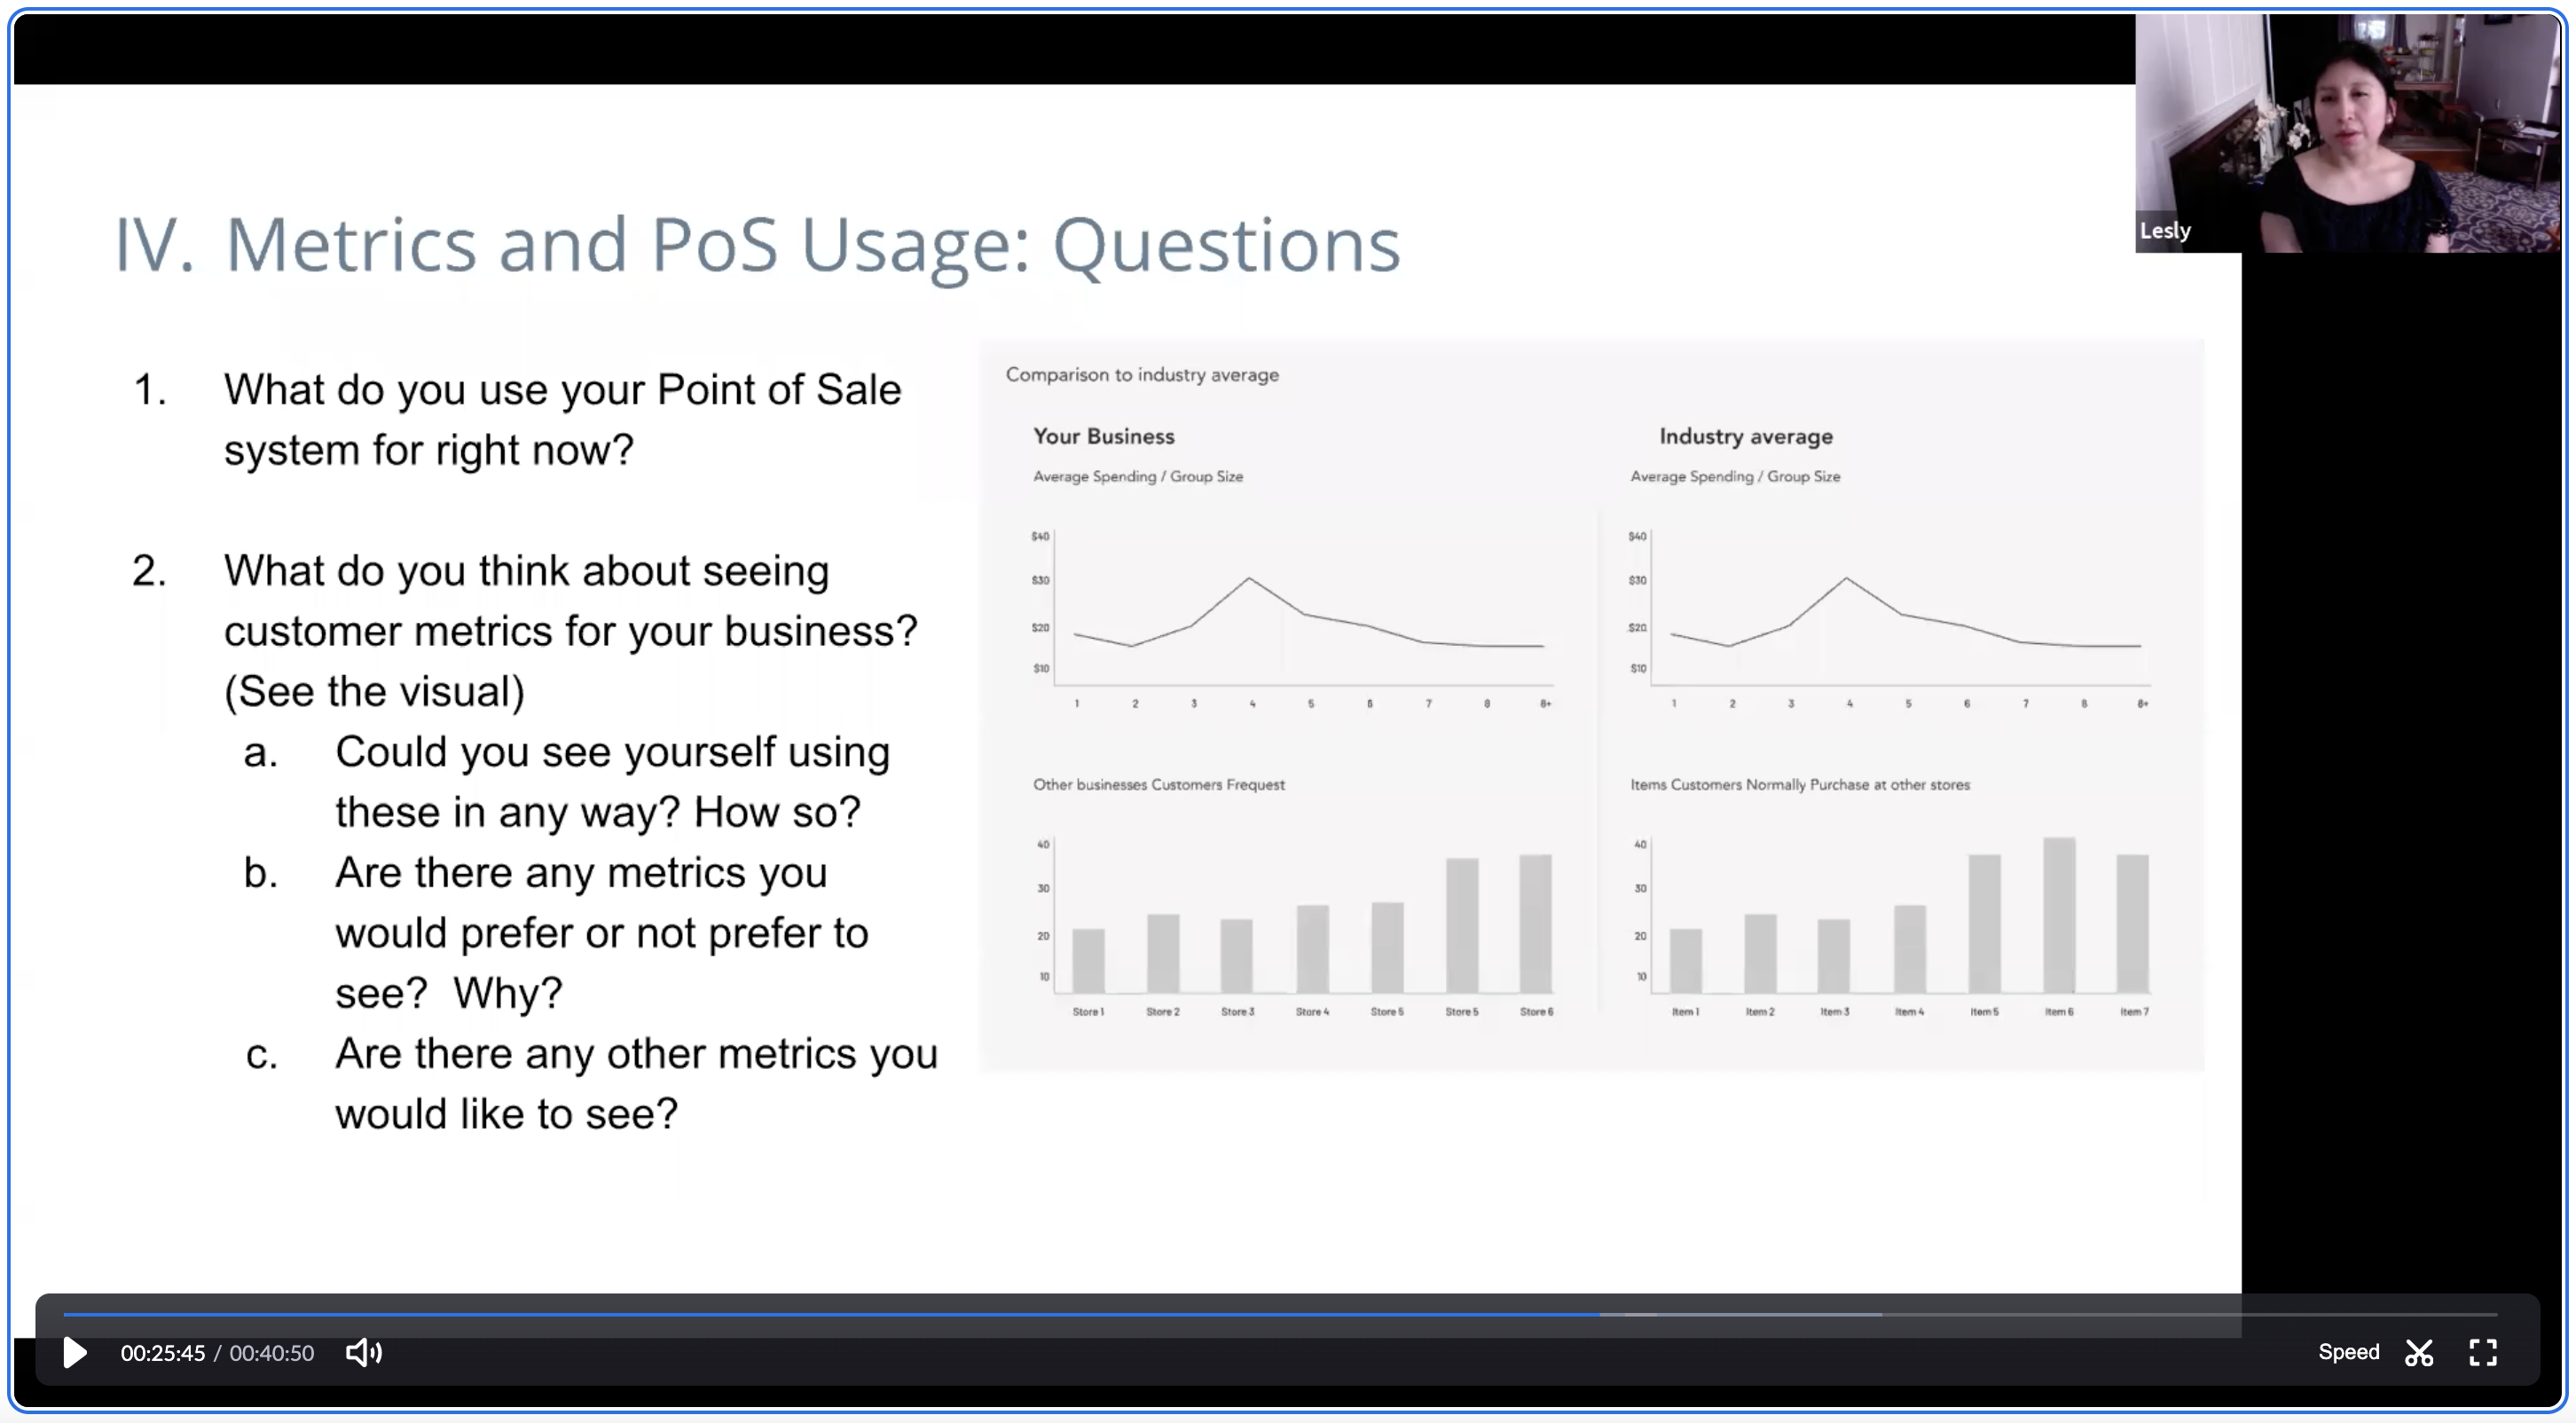 Lesly
IV. Metrics and PoS Usage: Questions
1. What do you use your Point of Sale
system for right now?
2. What do you think about seeing
customer metrics for your business?
(See the visual)
a. Could you see yourself using
these in any way? How so?
b. Are there any metrics you
would prefer or not prefer to
see? Why?
c. Are there any other metrics you
would like to see?
Comparison to industry average
Your Business
Average Spending / Group Size
$40
$30
$20
$10
1 2 3 4 5 6 7 8 8+
Industry average
Average Spending / Group Size
$40
$30
$20
$10
1 2 3 4 5 6 7 8 8+
Other businesses Customers Frequest
40
30
20
10
Store 1 Store 2 Store 3 Store 4 Store 5 Store 5 Store 6
Items Customers Normally Purchase at other stores
40
30
20
10
Item 1 Item 2 Item 3 Item 4 Item 5 Item 6 Item 7
00:25:45 / 00:40:50
Speed